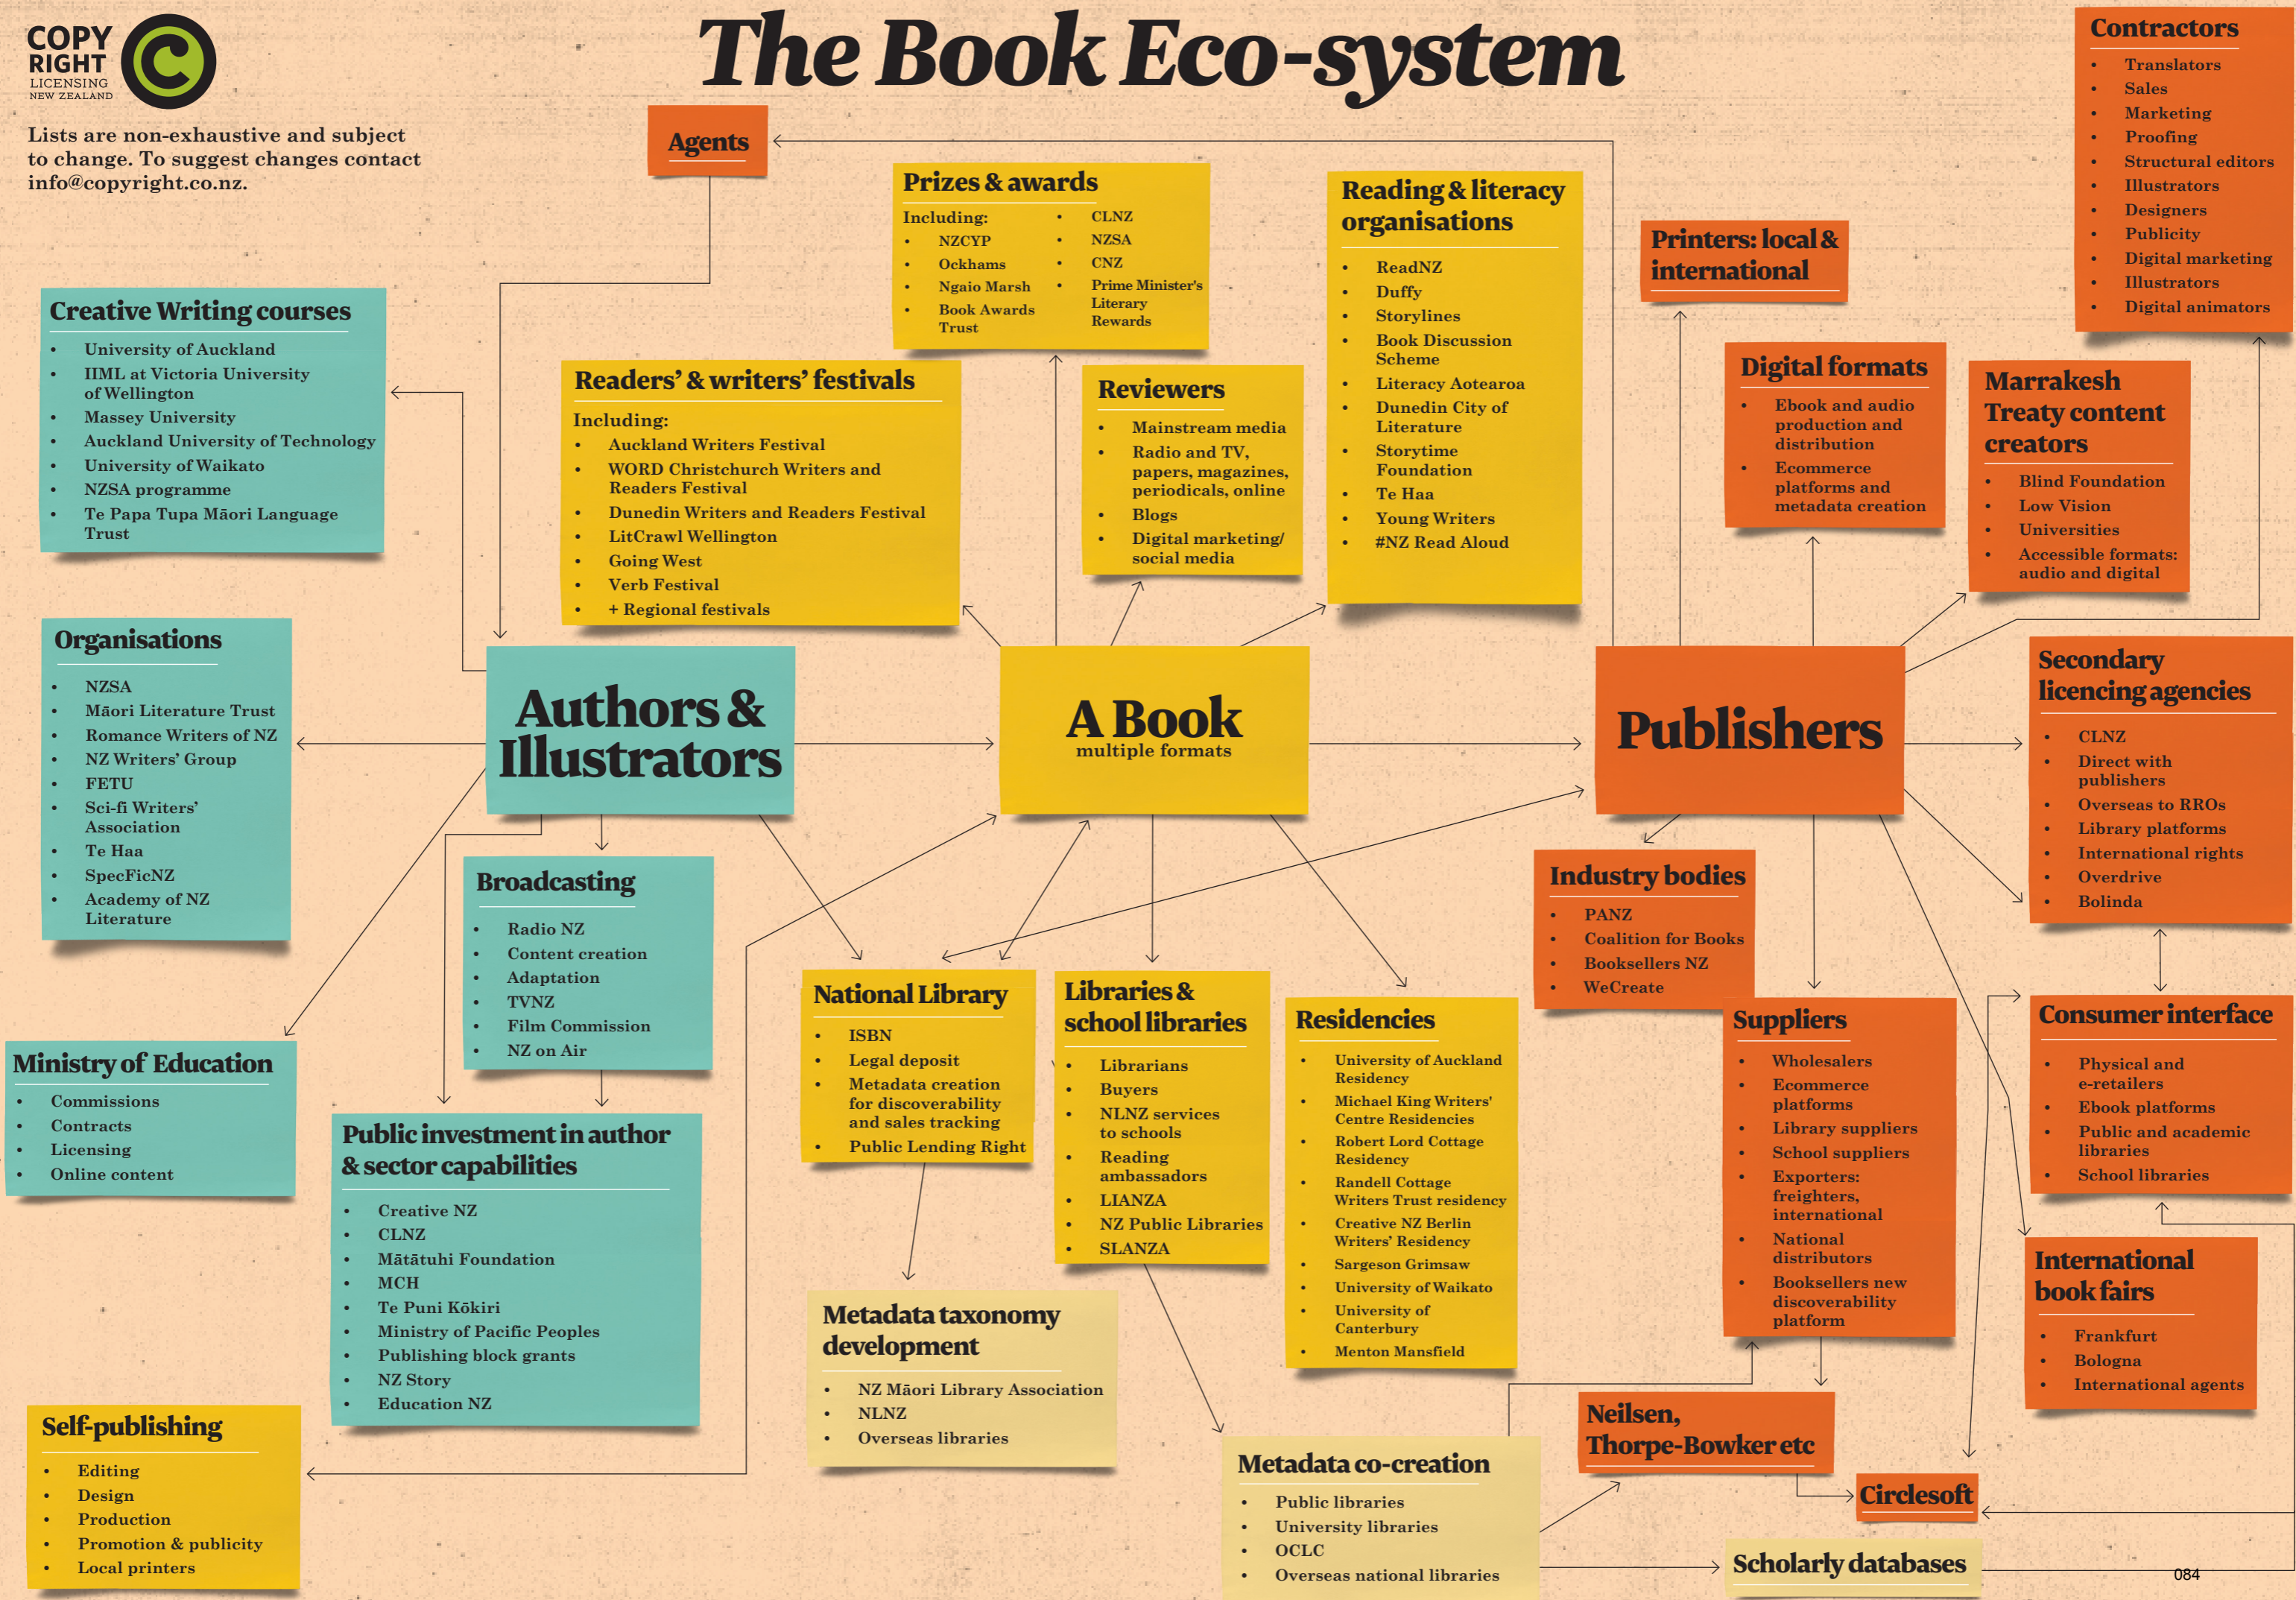 COPY
RIGHT
LICENSING
NEW ZEALAND
The Book Eco-system
Lists are non-exhaustive and subject
to change. To suggest changes contact
info@copyright.co.nz.
Agents
Prizes & awards
Including:
• NZCYP
• Ockhams
• Ngaio Marsh
• Book Awards
Trust
• CLNZ
• NZSA
• CNZ
• Prime Minister's
Literary
Rewards
Reading & literacy
organisations
• ReadNZ
• Duffy
• Storylines
• Book Discussion
Scheme
• Literacy Aotearoa
• Dunedin City of
Literature
• Storytime
Foundation
• Te Haa
• Young Writers
• #NZ Read Aloud
Printers: local &
international
Contractors
• Translators
• Sales
• Marketing
• Proofing
• Structural editors
• Illustrators
• Designers
• Publicity
• Digital marketing
• Illustrators
• Digital animators
Creative Writing courses
• University of Auckland
• IIML at Victoria University
of Wellington
• Massey University
• Auckland University of Technology
• University of Waikato
• NZSA programme
• Te Papa Tupa Māori Language
Trust
Readers' & writers' festivals
Including:
• Auckland Writers Festival
• WORD Christchurch Writers and
Readers Festival
• Dunedin Writers and Readers Festival
• LitCrawl Wellington
• Going West
• Verb Festival
• + Regional festivals
Reviewers
• Mainstream media
• Radio and TV,
papers, magazines,
periodicals, online
• Blogs
• Digital marketing/
social media
Digital formats
• Ebook and audio
production and
distribution
• Ecommerce
platforms and
metadata creation
Marrakesh
Treaty content
creators
• Blind Foundation
• Low Vision
• Universities
• Accessible formats:
audio and digital
Organisations
• NZSA
• Māori Literature Trust
• Romance Writers of NZ
• NZ Writers' Group
• FETU
• Sci-fi Writers'
Association
• Te Haa
• SpecFicNZ
• Academy of NZ
Literature
Authors &
Illustrators
A Book
multiple formats
Publishers
Secondary
licencing agencies
• CLNZ
• Direct with
publishers
• Overseas to RROs
• Library platforms
• International rights
• Overdrive
• Bolinda
Broadcasting
• Radio NZ
• Content creation
• Adaptation
• TVNZ
• Film Commission
• NZ on Air
Industry bodies
• PANZ
• Coalition for Books
• Booksellers NZ
• WeCreate
National Library
• ISBN
• Legal deposit
• Metadata creation
for discoverability
and sales tracking
• Public Lending Right
Libraries &
school libraries
• Librarians
• Buyers
• NLNZ services
to schools
• Reading
ambassadors
• LIANZA
• NZ Public Libraries
• SLANZA
Residencies
• University of Auckland
Residency
• Michael King Writers'
Centre Residencies
• Robert Lord Cottage
Residency
• Randell Cottage
Writers Trust residency
• Creative NZ Berlin
Writers' Residency
• Sargeson Grimsaw
• University of Waikato
• University of
Canterbury
• Menton Mansfield
Suppliers
• Wholesalers
• Ecommerce
platforms
• Library suppliers
• School suppliers
• Exporters:
freighters,
international
• National
distributors
• Booksellers new
discoverability
platform
Consumer interface
• Physical and
e-retailers
• Ebook platforms
• Public and academic
libraries
• School libraries
Ministry of Education
• Commissions
• Contracts
• Licensing
• Online content
Public investment in author
& sector capabilities
• Creative NZ
• CLNZ
• Mātātuhi Foundation
• MCH
• Te Puni Kōkiri
• Ministry of Pacific Peoples
• Publishing block grants
• NZ Story
• Education NZ
International
book fairs
• Frankfurt
• Bologna
• International agents
Metadata taxonomy
development
• NZ Māori Library Association
• NLNZ
• Overseas libraries
Self-publishing
• Editing
• Design
• Production
• Promotion & publicity
• Local printers
Metadata co-creation
• Public libraries
• University libraries
• OCLC
• Overseas national libraries
Neilsen,
Thorpe-Bowker etc
Circlesoft
Scholarly databases
084